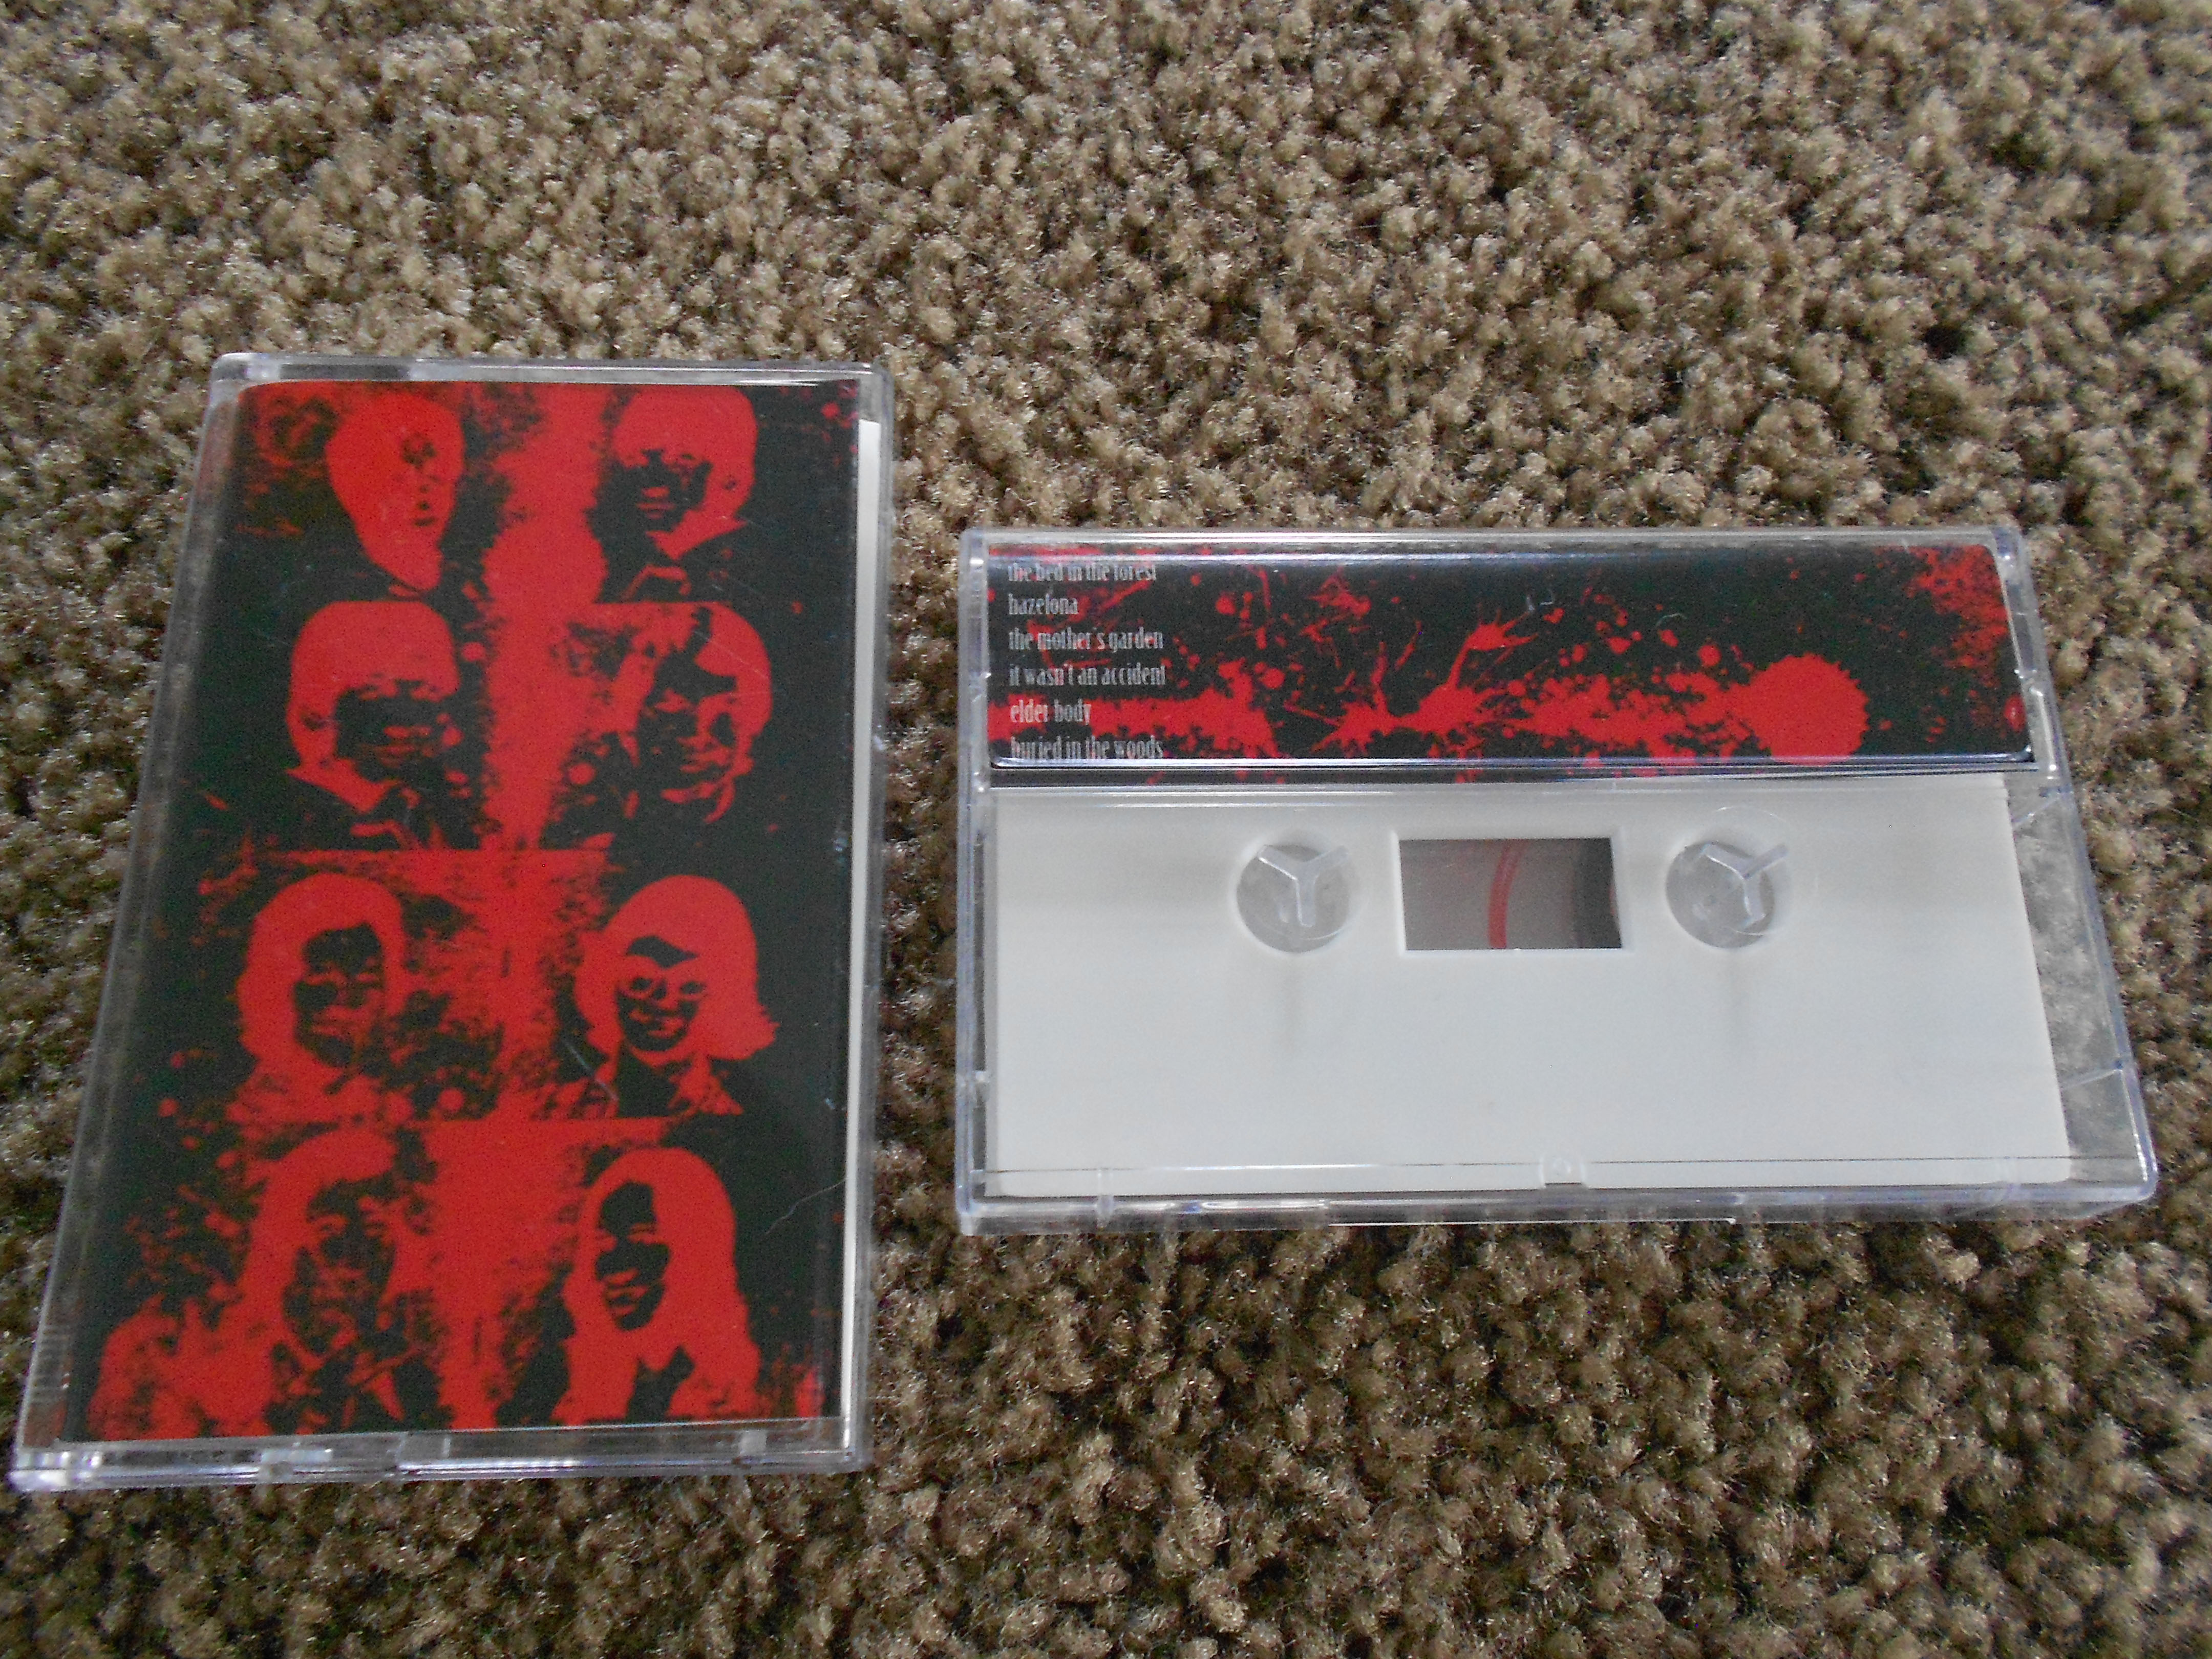 the bed in the forest
hazelona
the mother's garden
it wasn't an accident
elder body
buried in the woods